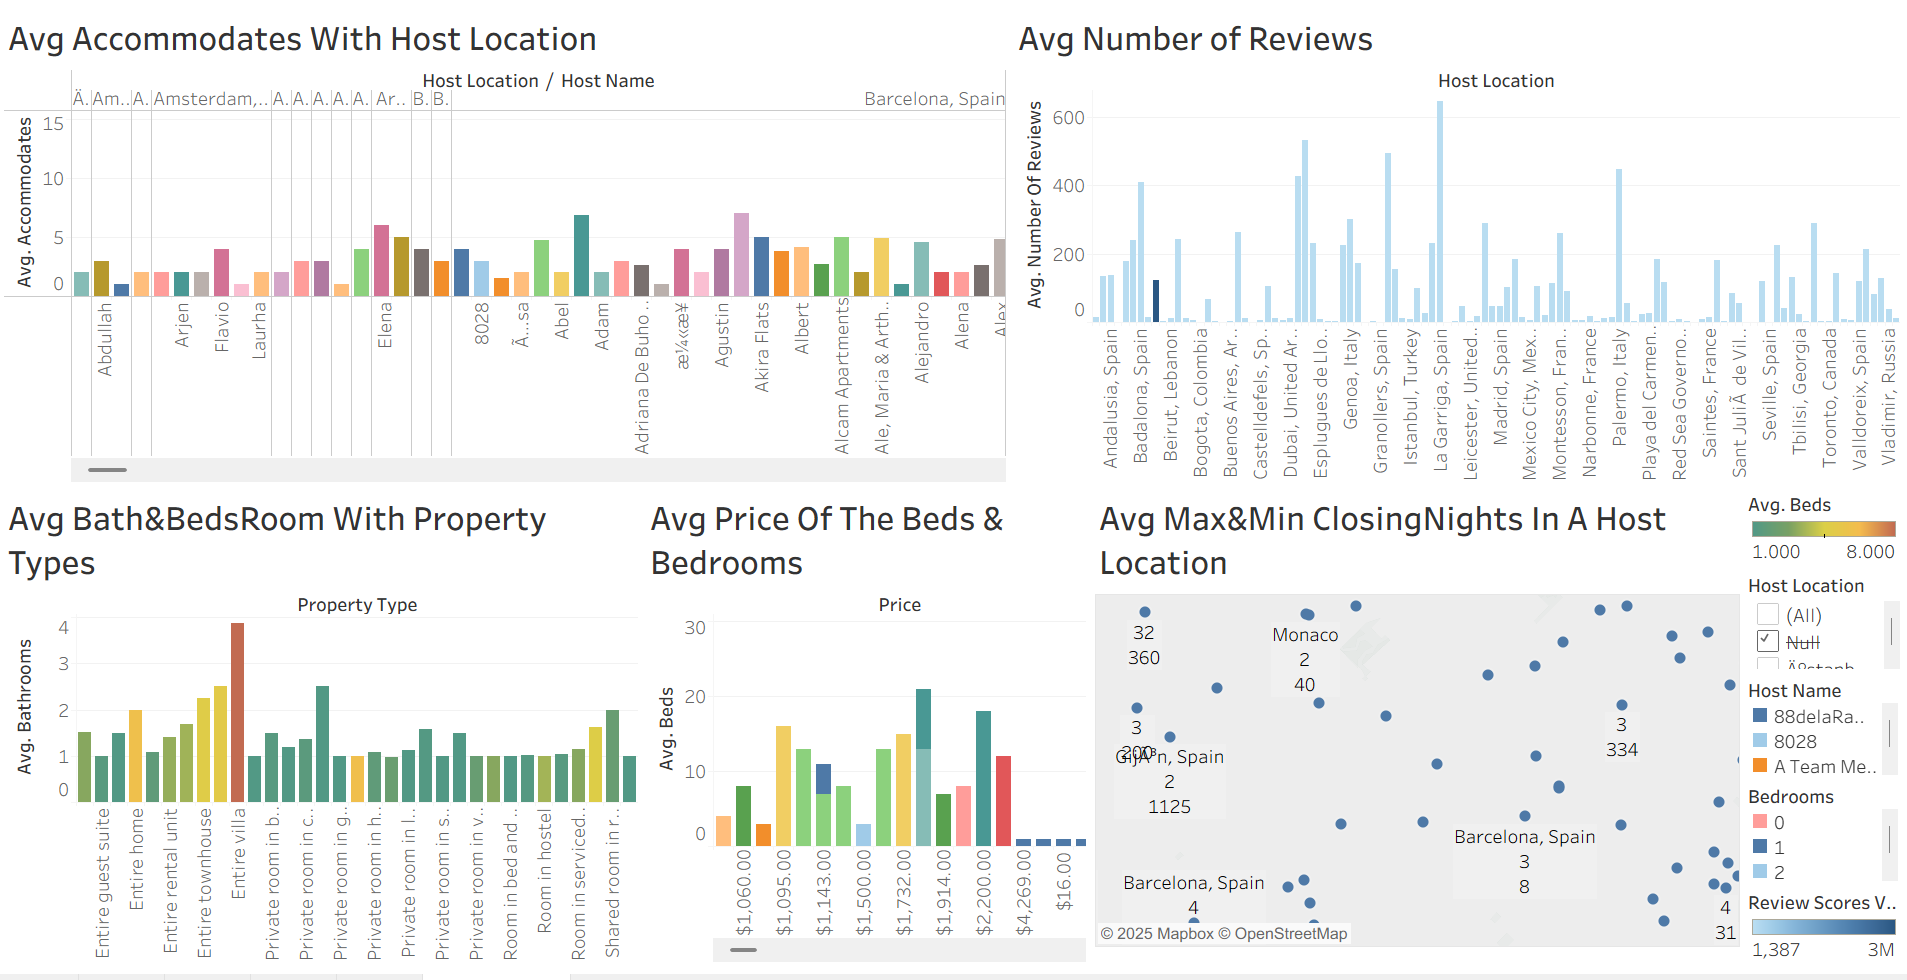 Avg Accommodates With Host Location
Host Location / Host Name
Ä. Am.. A. Amsterdam,.. A. A. A. A. A. Ar.. B. B. Barcelona, Spain
Avg. Accommodates
15
10
5
0
Abdullah
Arjen
Flavio
Laurha
Elena
8028
Ã...sa
Abel
Adam
Adriana De Buho ..
Agustin
Akira Flats
Albert
Alcam Apartments
Ale, Maria & Arth..
Alejandro
Alena
Alex
Avg Number of Reviews
Host Location
Avg. Number Of Reviews
600
400
200
0
Andalusia, Spain
Badalona, Spain
Beirut, Lebanon
Bogota, Colombia
Buenos Aires, Ar..
Castelldefels, Sp..
Dubai, United Ar..
Esplugues de Llo..
Genoa, Italy
Granollers, Spain
Istanbul, Turkey
La Garriga, Spain
Leicester, United..
Madrid, Spain
Mexico City, Mex..
Montesson, Fran..
Narbonne, France
Palermo, Italy
Playa del Carmen..
Red Sea Governo..
Saintes, France
Sant JuliÃ de Vil..
Seville, Spain
Tbilisi, Georgia
Toronto, Canada
Valldoreix, Spain
Vladimir, Russia
Avg Bath&BedsRoom With Property
Types
Property Type
Avg. Bathrooms
4
3
2
1
0
Entire guest suite
Entire home
Entire rental unit
Entire townhouse
Entire villa
Private room in b..
Private room in c..
Private room in g..
Private room in h..
Private room in l..
Private room in s..
Private room in v..
Room in bed and ..
Room in hostel
Room in serviced..
Shared room in r..
Avg Price Of The Beds &
Bedrooms
Price
Avg. Beds
30
20
10
0
$1,060.00
$1,095.00
$1,143.00
$1,500.00
$1,732.00
$1,914.00
$2,200.00
$4,269.00
$16.00
Avg Max&Min ClosingNights In A Host
Location
32
360
Monaco
2
40
3
200
GijÃ³n, Spain
2
1125
3
334
Barcelona, Spain
3
8
Barcelona, Spain
4
4
31
© 2025 Mapbox © OpenStreetMap
Avg. Beds
1.000 8.000
Host Location
(All)
Null
Host Name
88delaRa..
8028
A Team Me..
Bedrooms
0
1
2
Review Scores V..
1,387 3M